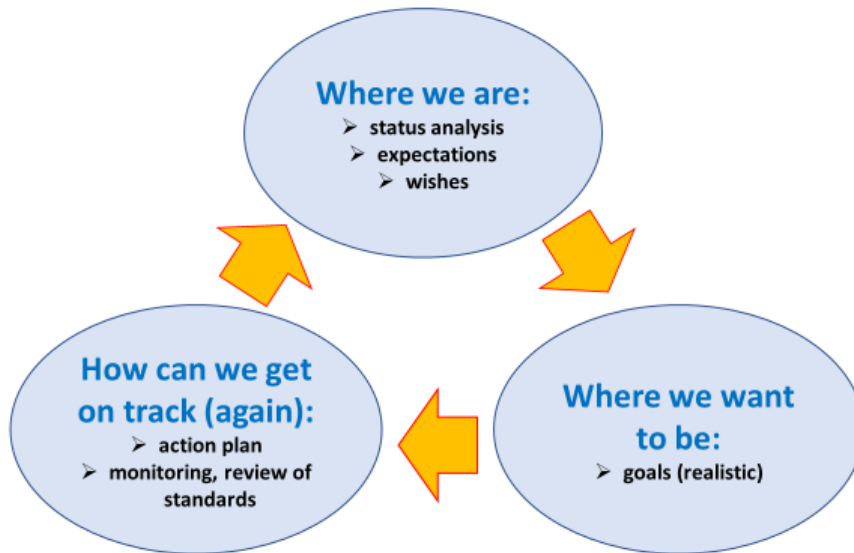 Where we are:
➢ status analysis
➢ expectations
➢ wishes
How can we get
on track (again):
➢ action plan
➢ monitoring, review of
standards
Where we want
to be:
➢ goals (realistic)